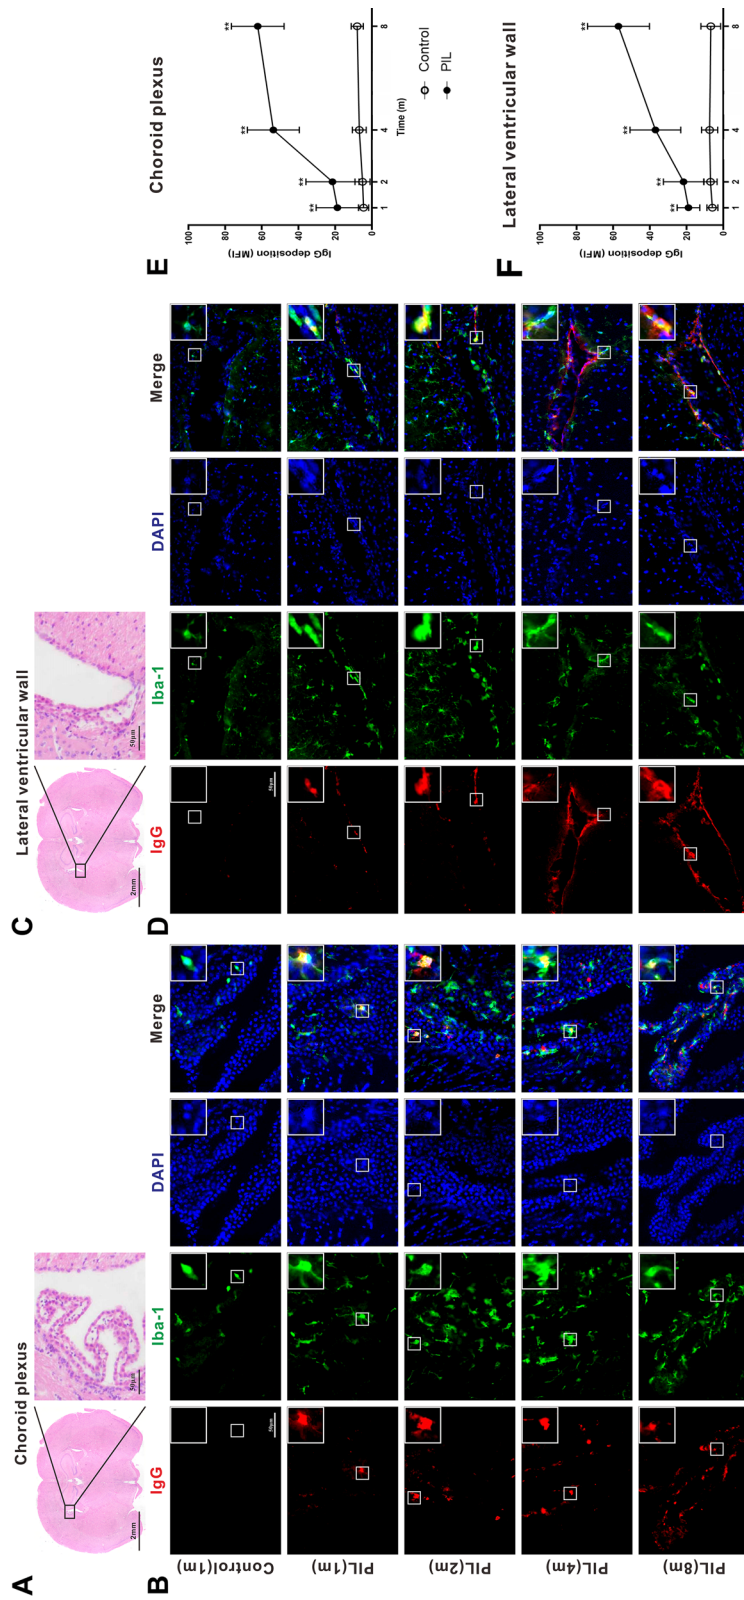 A
Choroid plexus
2mm
50μm
B
IgG
Iba-1
DAPI
Merge
50μm
Control(1m)
PIL(1m)
PIL(2m)
PIL(4m)
PIL(8m)
C
Lateral ventricular wall
2mm
50μm
D
IgG
Iba-1
DAPI
Merge
50μm
E
Choroid plexus
IgG deposition (MFI)
100
80
60
40
20
0
** ** ** **
1 2 4 8
Time (m)
Control
PIL
F
Lateral ventricular wall
IgG deposition (MFI)
100
80
60
40
20
0
** ** ** **
1 2 4 8